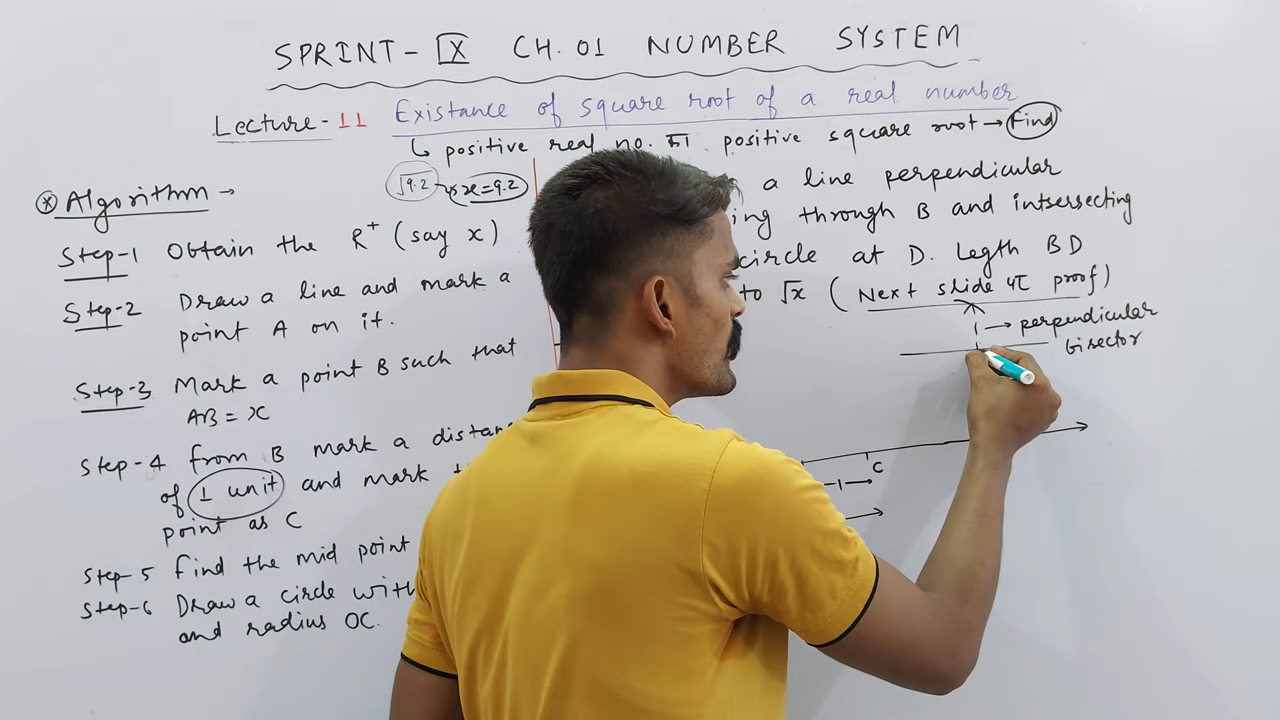 SPRINT-IX CH. 01 NUMBER SYSTEM
Lecture-11 Existance of square root of a real number
↳ positive real no. की positive square root → Find
√9.2 x=9.2
* Algorithm →
Step-1 Obtain the R⁺ (say x)
Step-2 Draw a line and mark a
point A on it.
Step-3 Mark a point B such that
AB = x
Step-4 from B mark a
of 1 unit and mark
point as C
Step-5 find the mid point
Step-6 Draw a circle with
and radius OC.
a line perpendicular
through B and intsersecting
circle at D. Legth BD
to √x ( Next slide में proof)
→ perpendicular
bisector
C
1